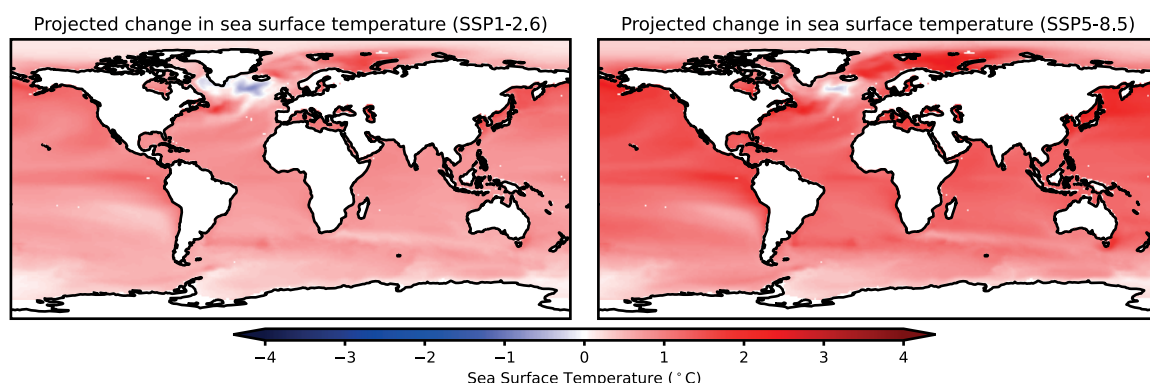 Projected change in sea surface temperature (SSP1-2.6)
Projected change in sea surface temperature (SSP5-8.5)
−4 −3 −2 −1 0 1 2 3 4
Sea Surface Temperature (°C)